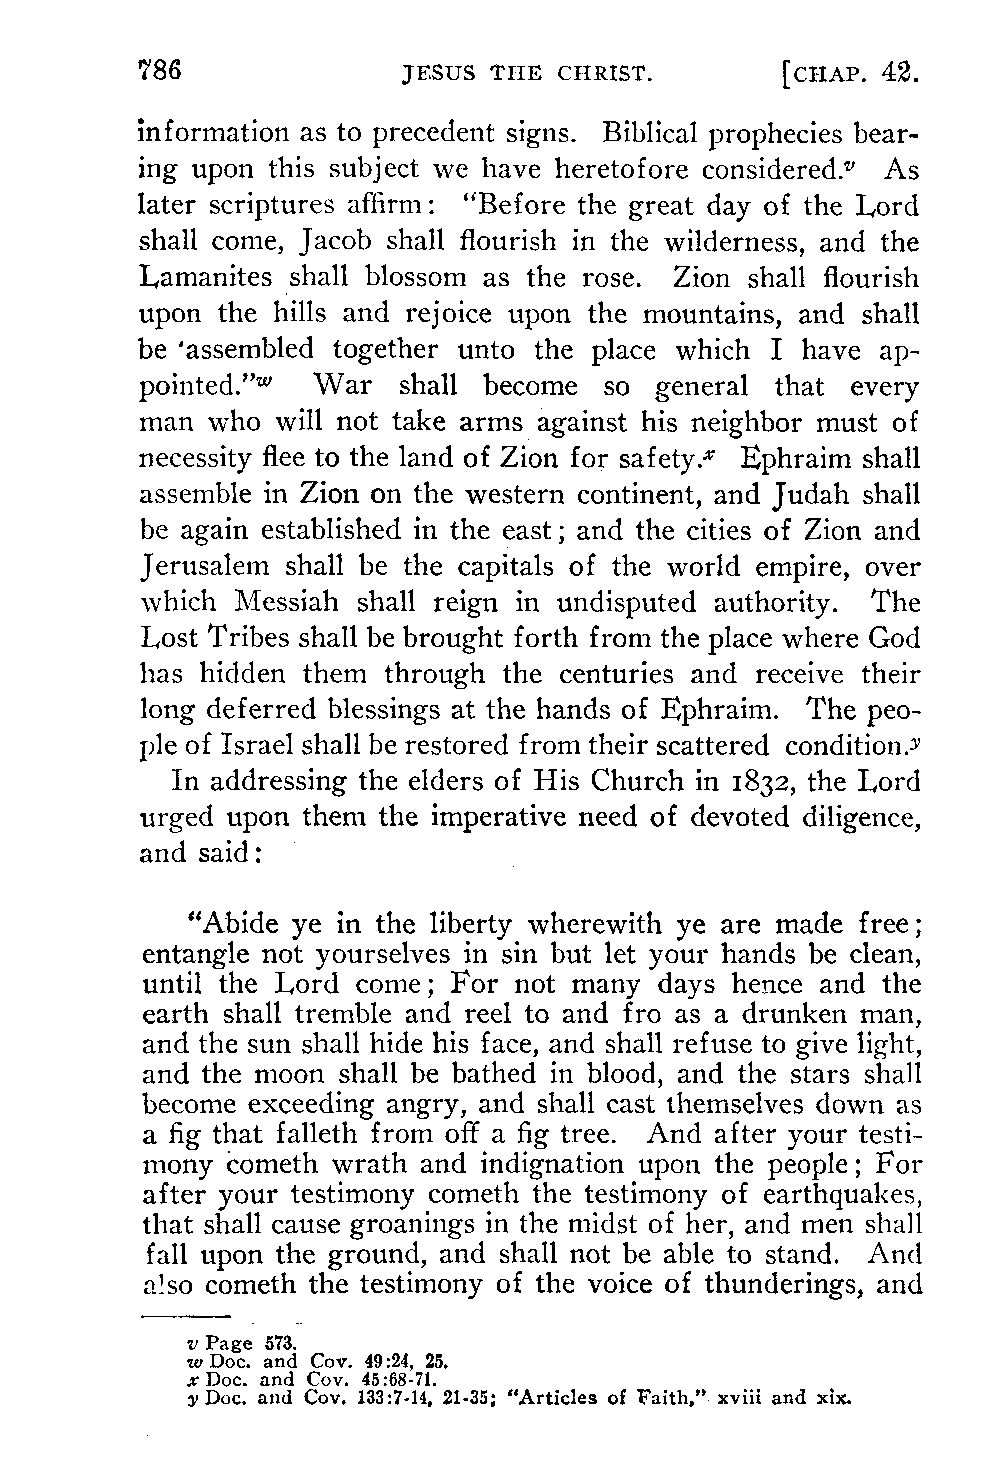 786 JESUS THE CHRIST. [CHAP. 42.
information as to precedent signs. Biblical prophecies bear-
ing upon this subject we have heretofore considered.v As
later scriptures affirm: "Before the great day of the Lord
shall come, Jacob shall flourish in the wilderness, and the
Lamanites shall blossom as the rose. Zion shall flourish
upon the hills and rejoice upon the mountains, and shall
be 'assembled together unto the place which I have ap-
pointed."w War shall become so general that every
man who will not take arms against his neighbor must of
necessity flee to the land of Zion for safety.x Ephraim shall
assemble in Zion on the western continent, and Judah shall
be again established in the east; and the cities of Zion and
Jerusalem shall be the capitals of the world empire, over
which Messiah shall reign in undisputed authority. The
Lost Tribes shall be brought forth from the place where God
has hidden them through the centuries and receive their
long deferred blessings at the hands of Ephraim. The peo-
ple of Israel shall be restored from their scattered condition.y
In addressing the elders of His Church in 1832, the Lord
urged upon them the imperative need of devoted diligence,
and said:
"Abide ye in the liberty wherewith ye are made free;
entangle not yourselves in sin but let your hands be clean,
until the Lord come; For not many days hence and the
earth shall tremble and reel to and fro as a drunken man,
and the sun shall hide his face, and shall refuse to give light,
and the moon shall be bathed in blood, and the stars shall
become exceeding angry, and shall cast themselves down as
a fig that falleth from off a fig tree. And after your testi-
mony cometh wrath and indignation upon the people; For
after your testimony cometh the testimony of earthquakes,
that shall cause groanings in the midst of her, and men shall
fall upon the ground, and shall not be able to stand. And
also cometh the testimony of the voice of thunderings, and
v Page 573.
w Doc. and Cov. 49:24, 25.
x Doc. and Cov. 45:68-71.
y Doc. and Cov. 133:7-14, 21-35; "Articles of Faith," xviii and xix.